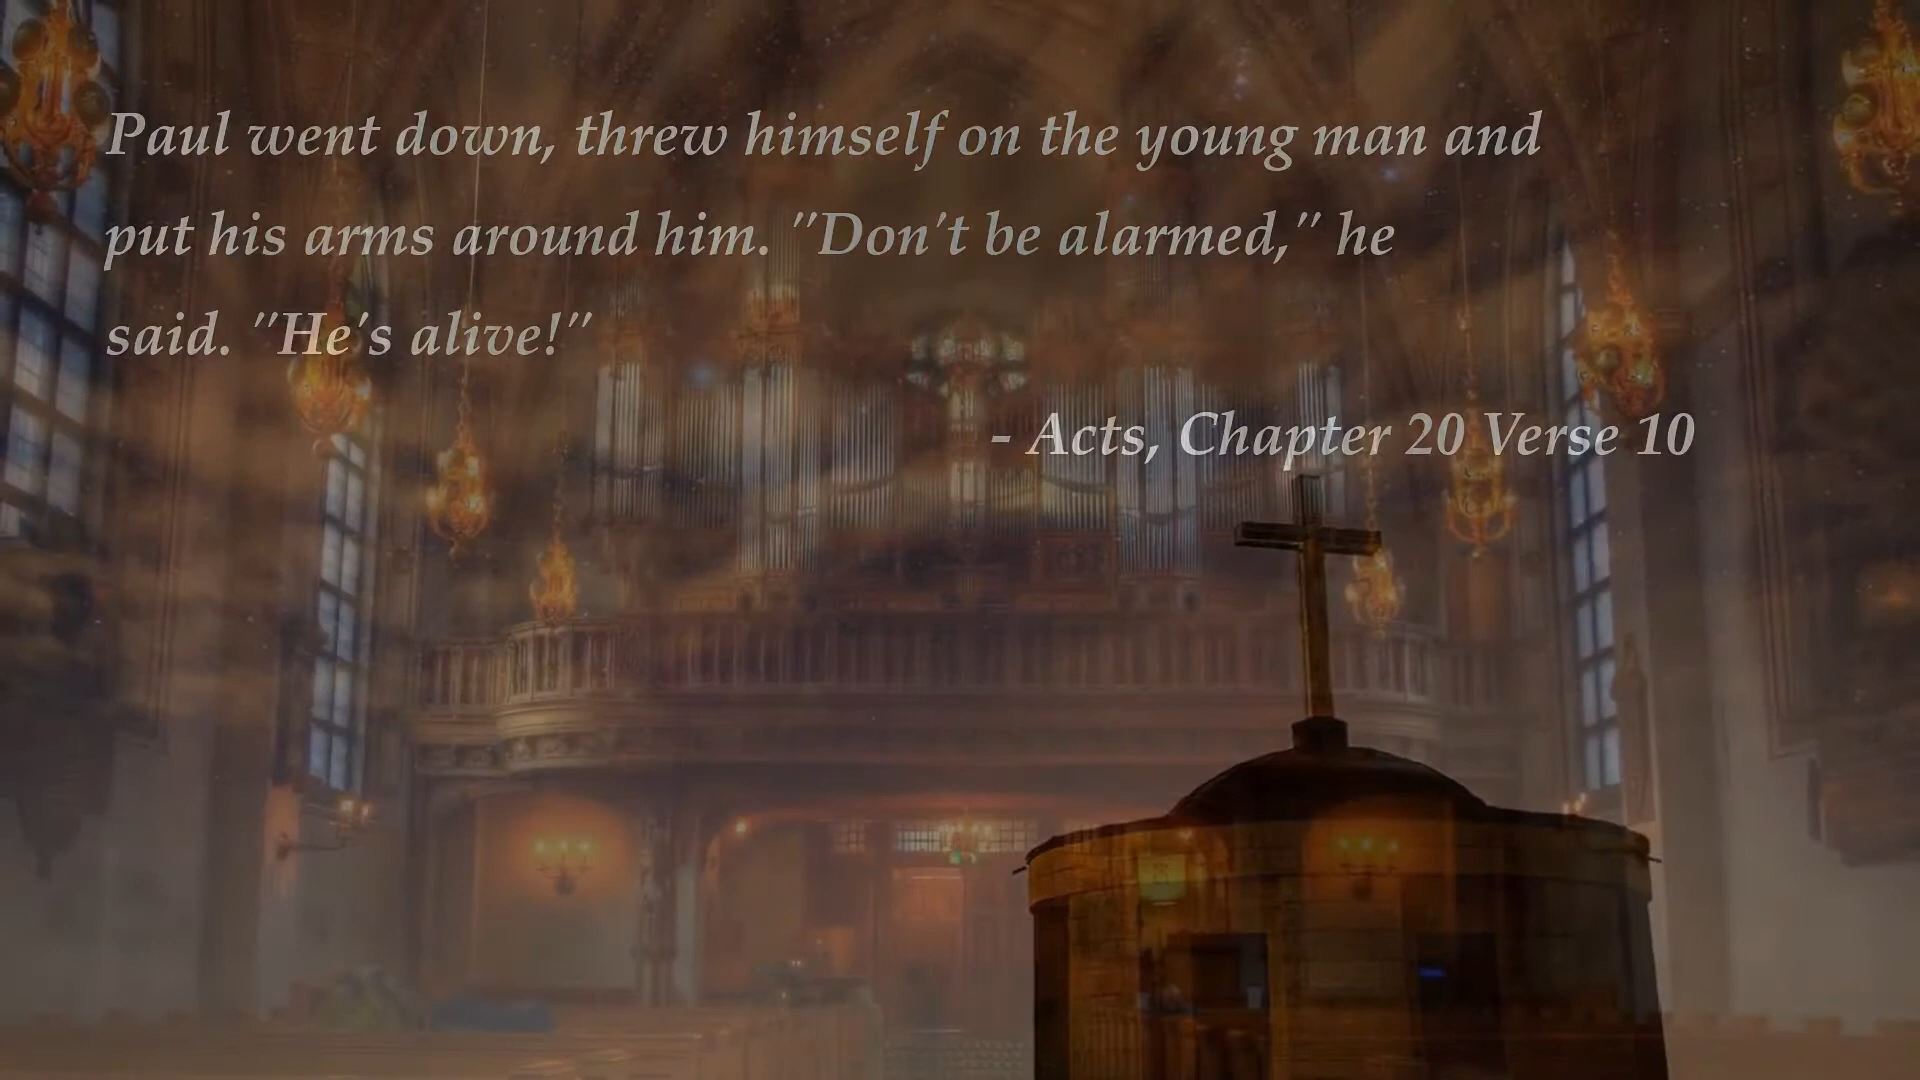 Paul went down, threw himself on the young man and
put his arms around him. "Don't be alarmed," he
said. "He's alive!"
- Acts, Chapter 20 Verse 10